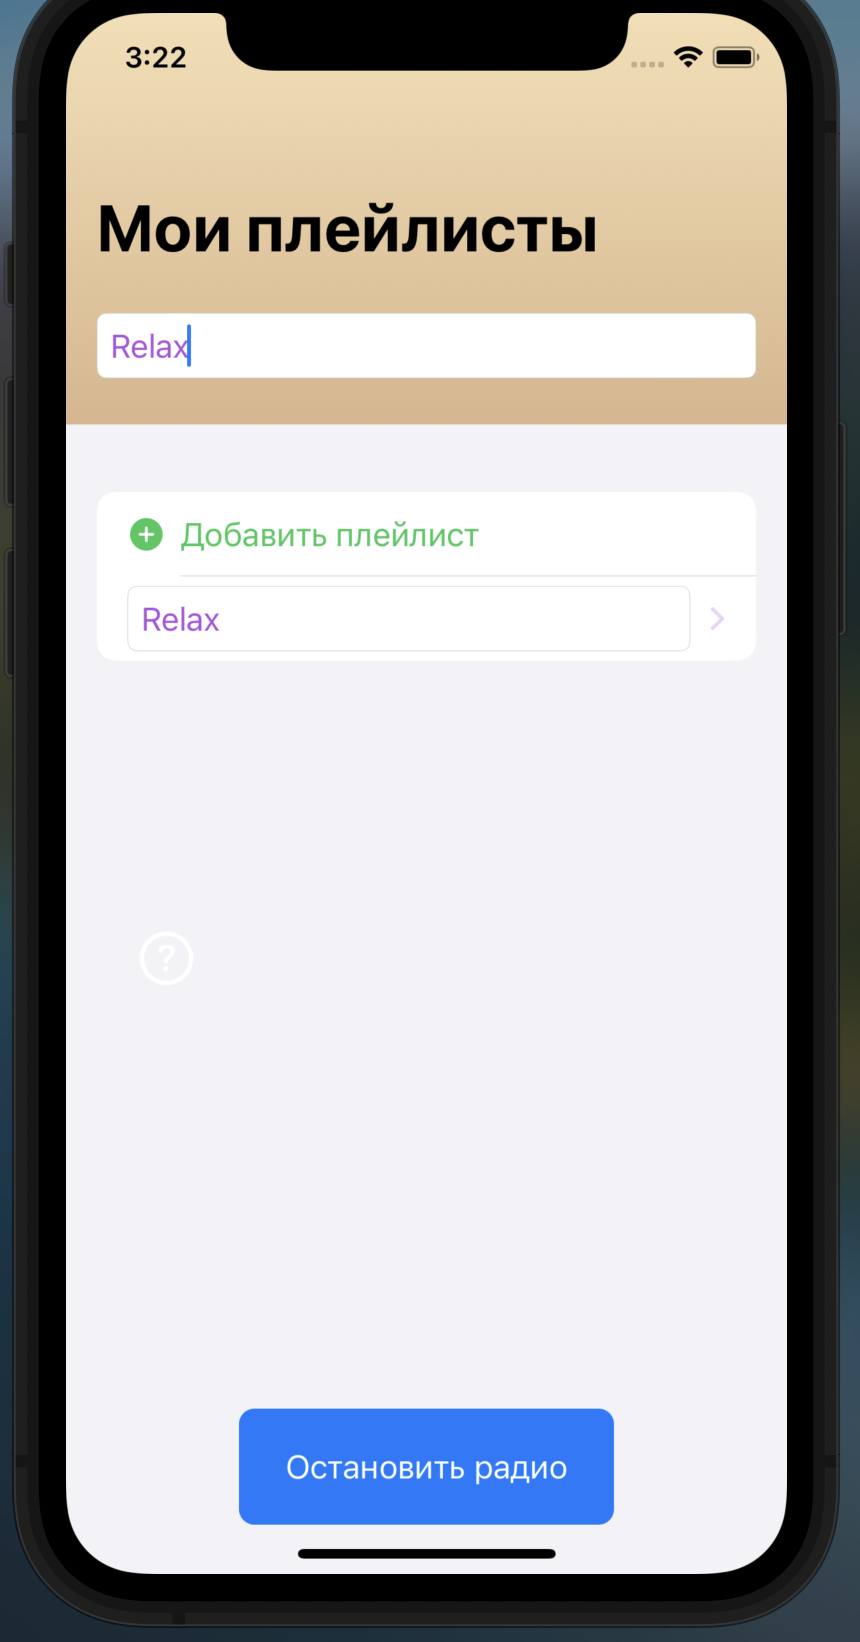 3:22
Мои плейлисты
Relax
Добавить плейлист
Relax
?
Остановить радио